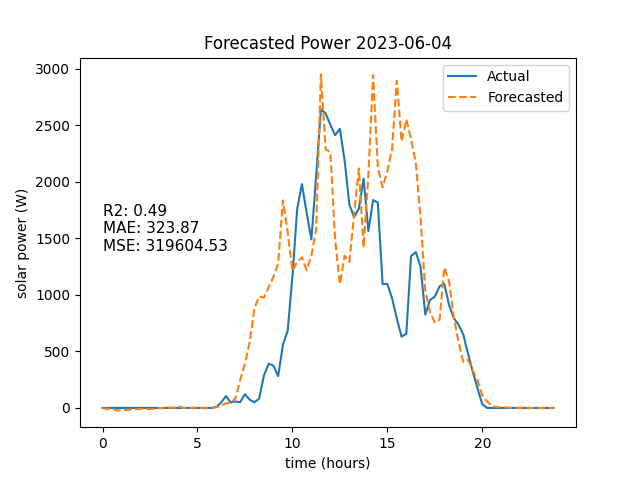 Forecasted Power 2023-06-04
3000
2500
2000
1500
1000
500
0
solar power (W)
Actual
Forecasted
R2: 0.49
MAE: 323.87
MSE: 319604.53
0 5 10 15 20
time (hours)